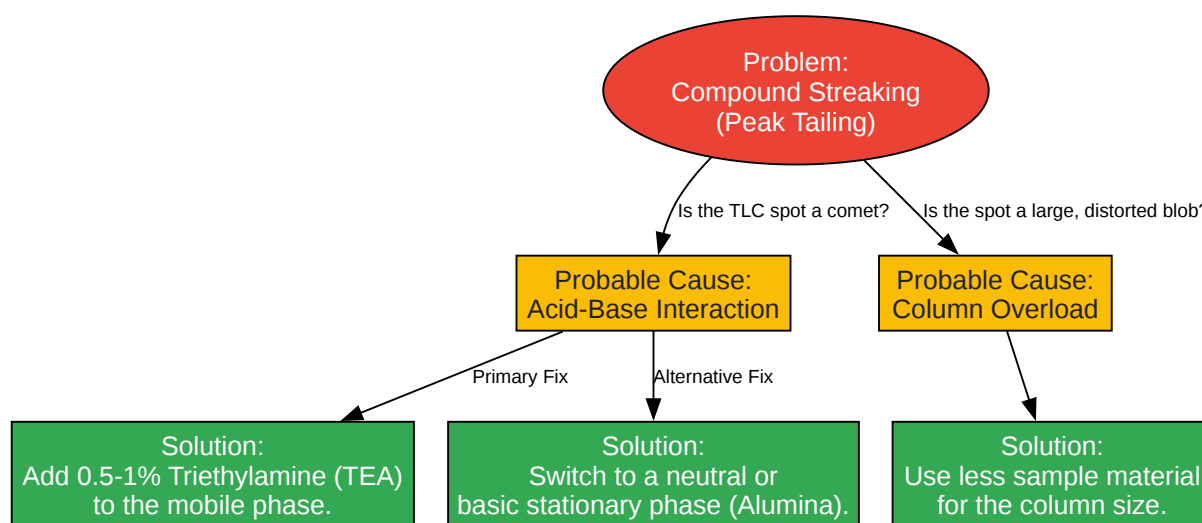 Problem:
Compound Streaking
(Peak Tailing)
Is the TLC spot a comet?
Is the spot a large, distorted blob?
Probable Cause:
Acid-Base Interaction
Probable Cause:
Column Overload
Primary Fix
Alternative Fix
Solution:
Add 0.5-1% Triethylamine (TEA)
to the mobile phase.
Solution:
Switch to a neutral or
basic stationary phase (Alumina).
Solution:
Use less sample material
for the column size.